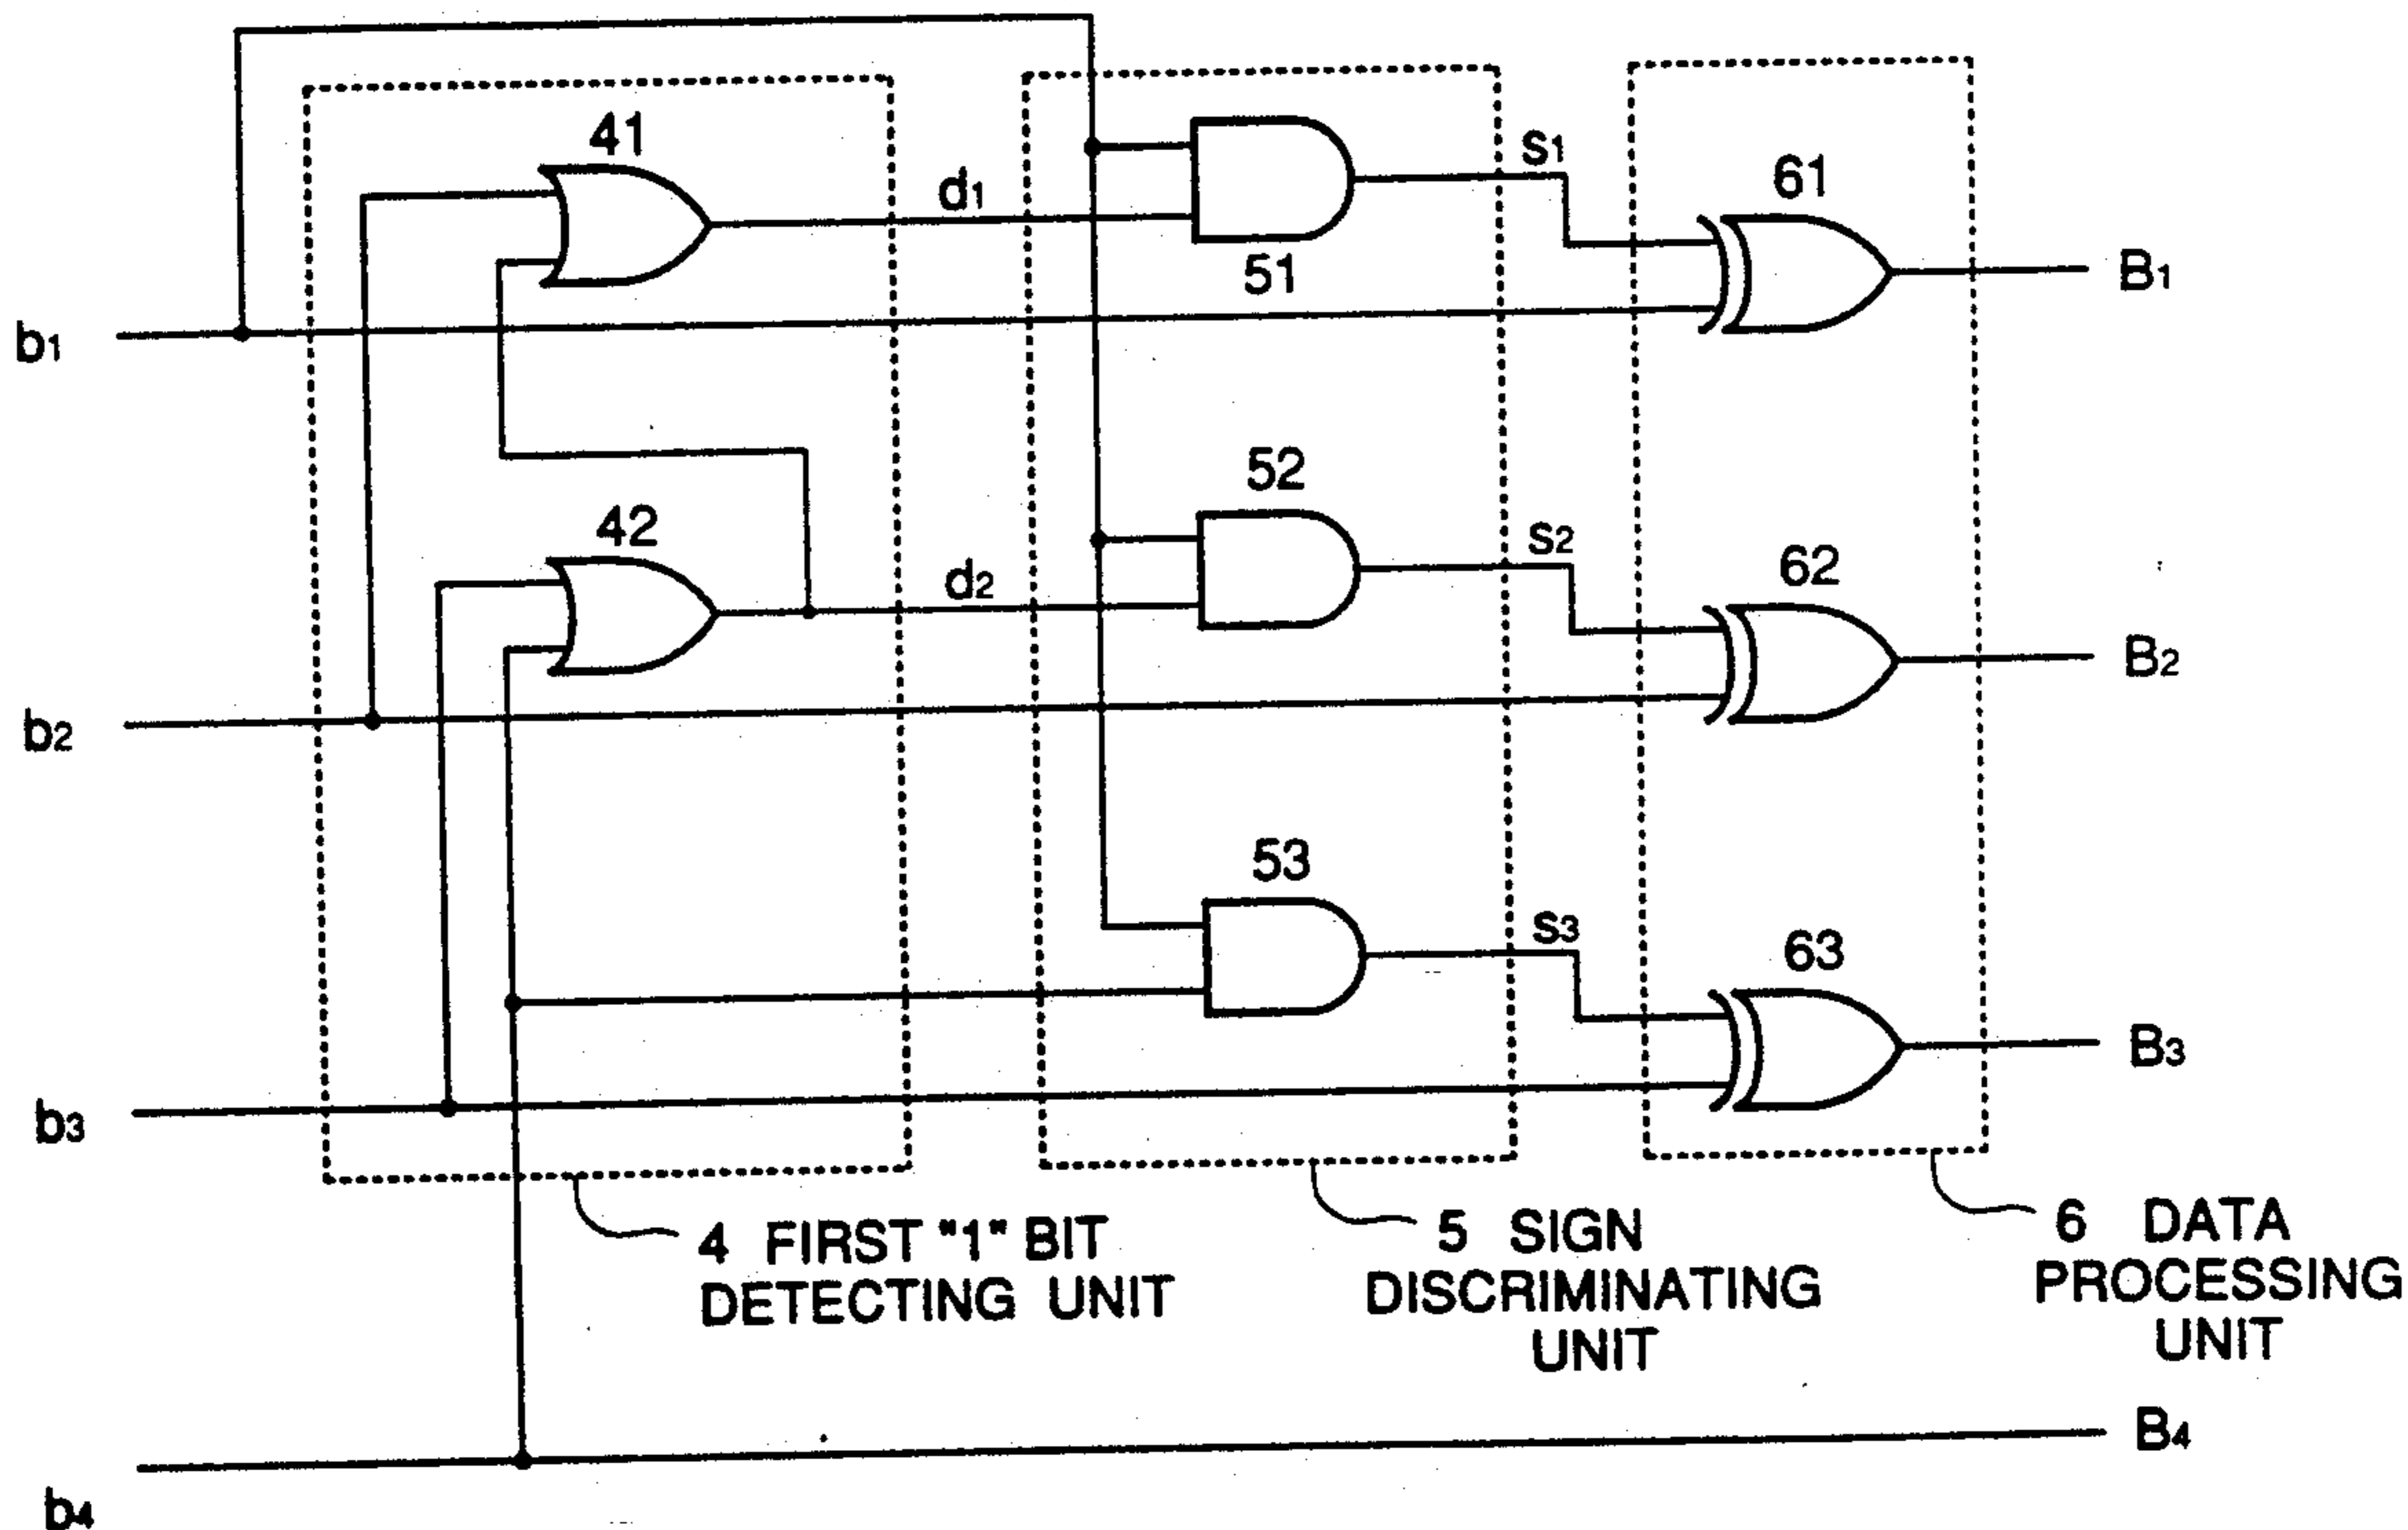 41
d1
51
s1
61
B1
b1
42
d2
52
s2
62
B2
b2
53
s3
63
B3
b3
4 FIRST "1" BIT
DETECTING UNIT
5 SIGN
DISCRIMINATING
UNIT
6 DATA
PROCESSING
UNIT
B4
b4